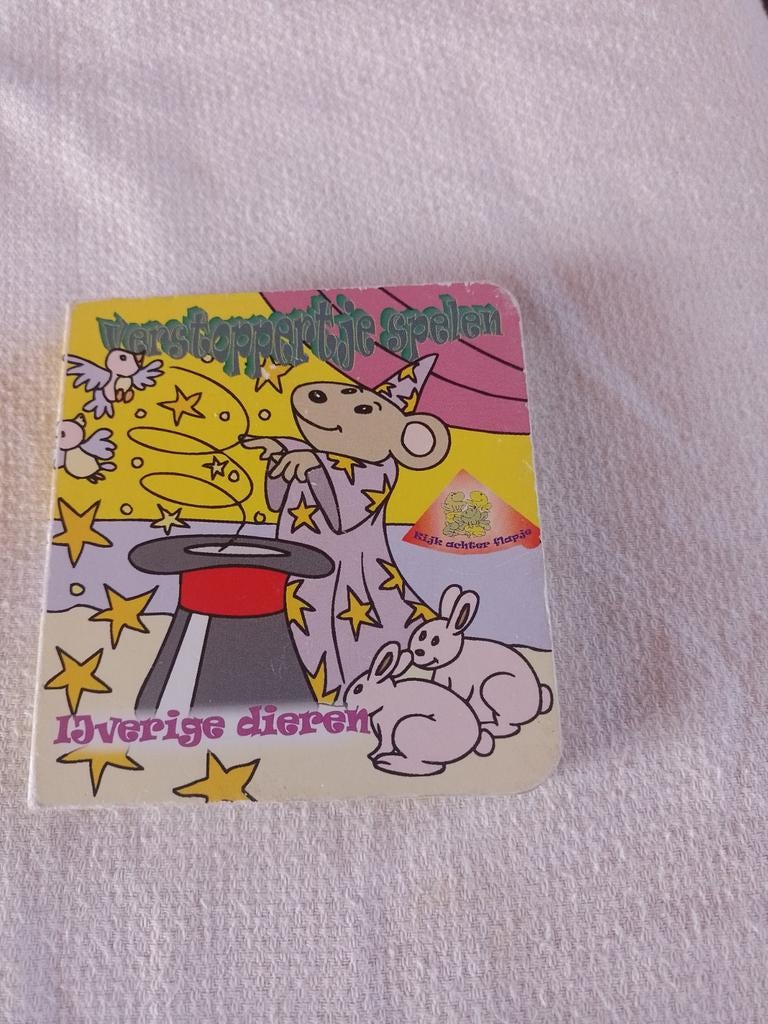 verstoppertje spelen
Kijk achter flapje
IJverige dieren